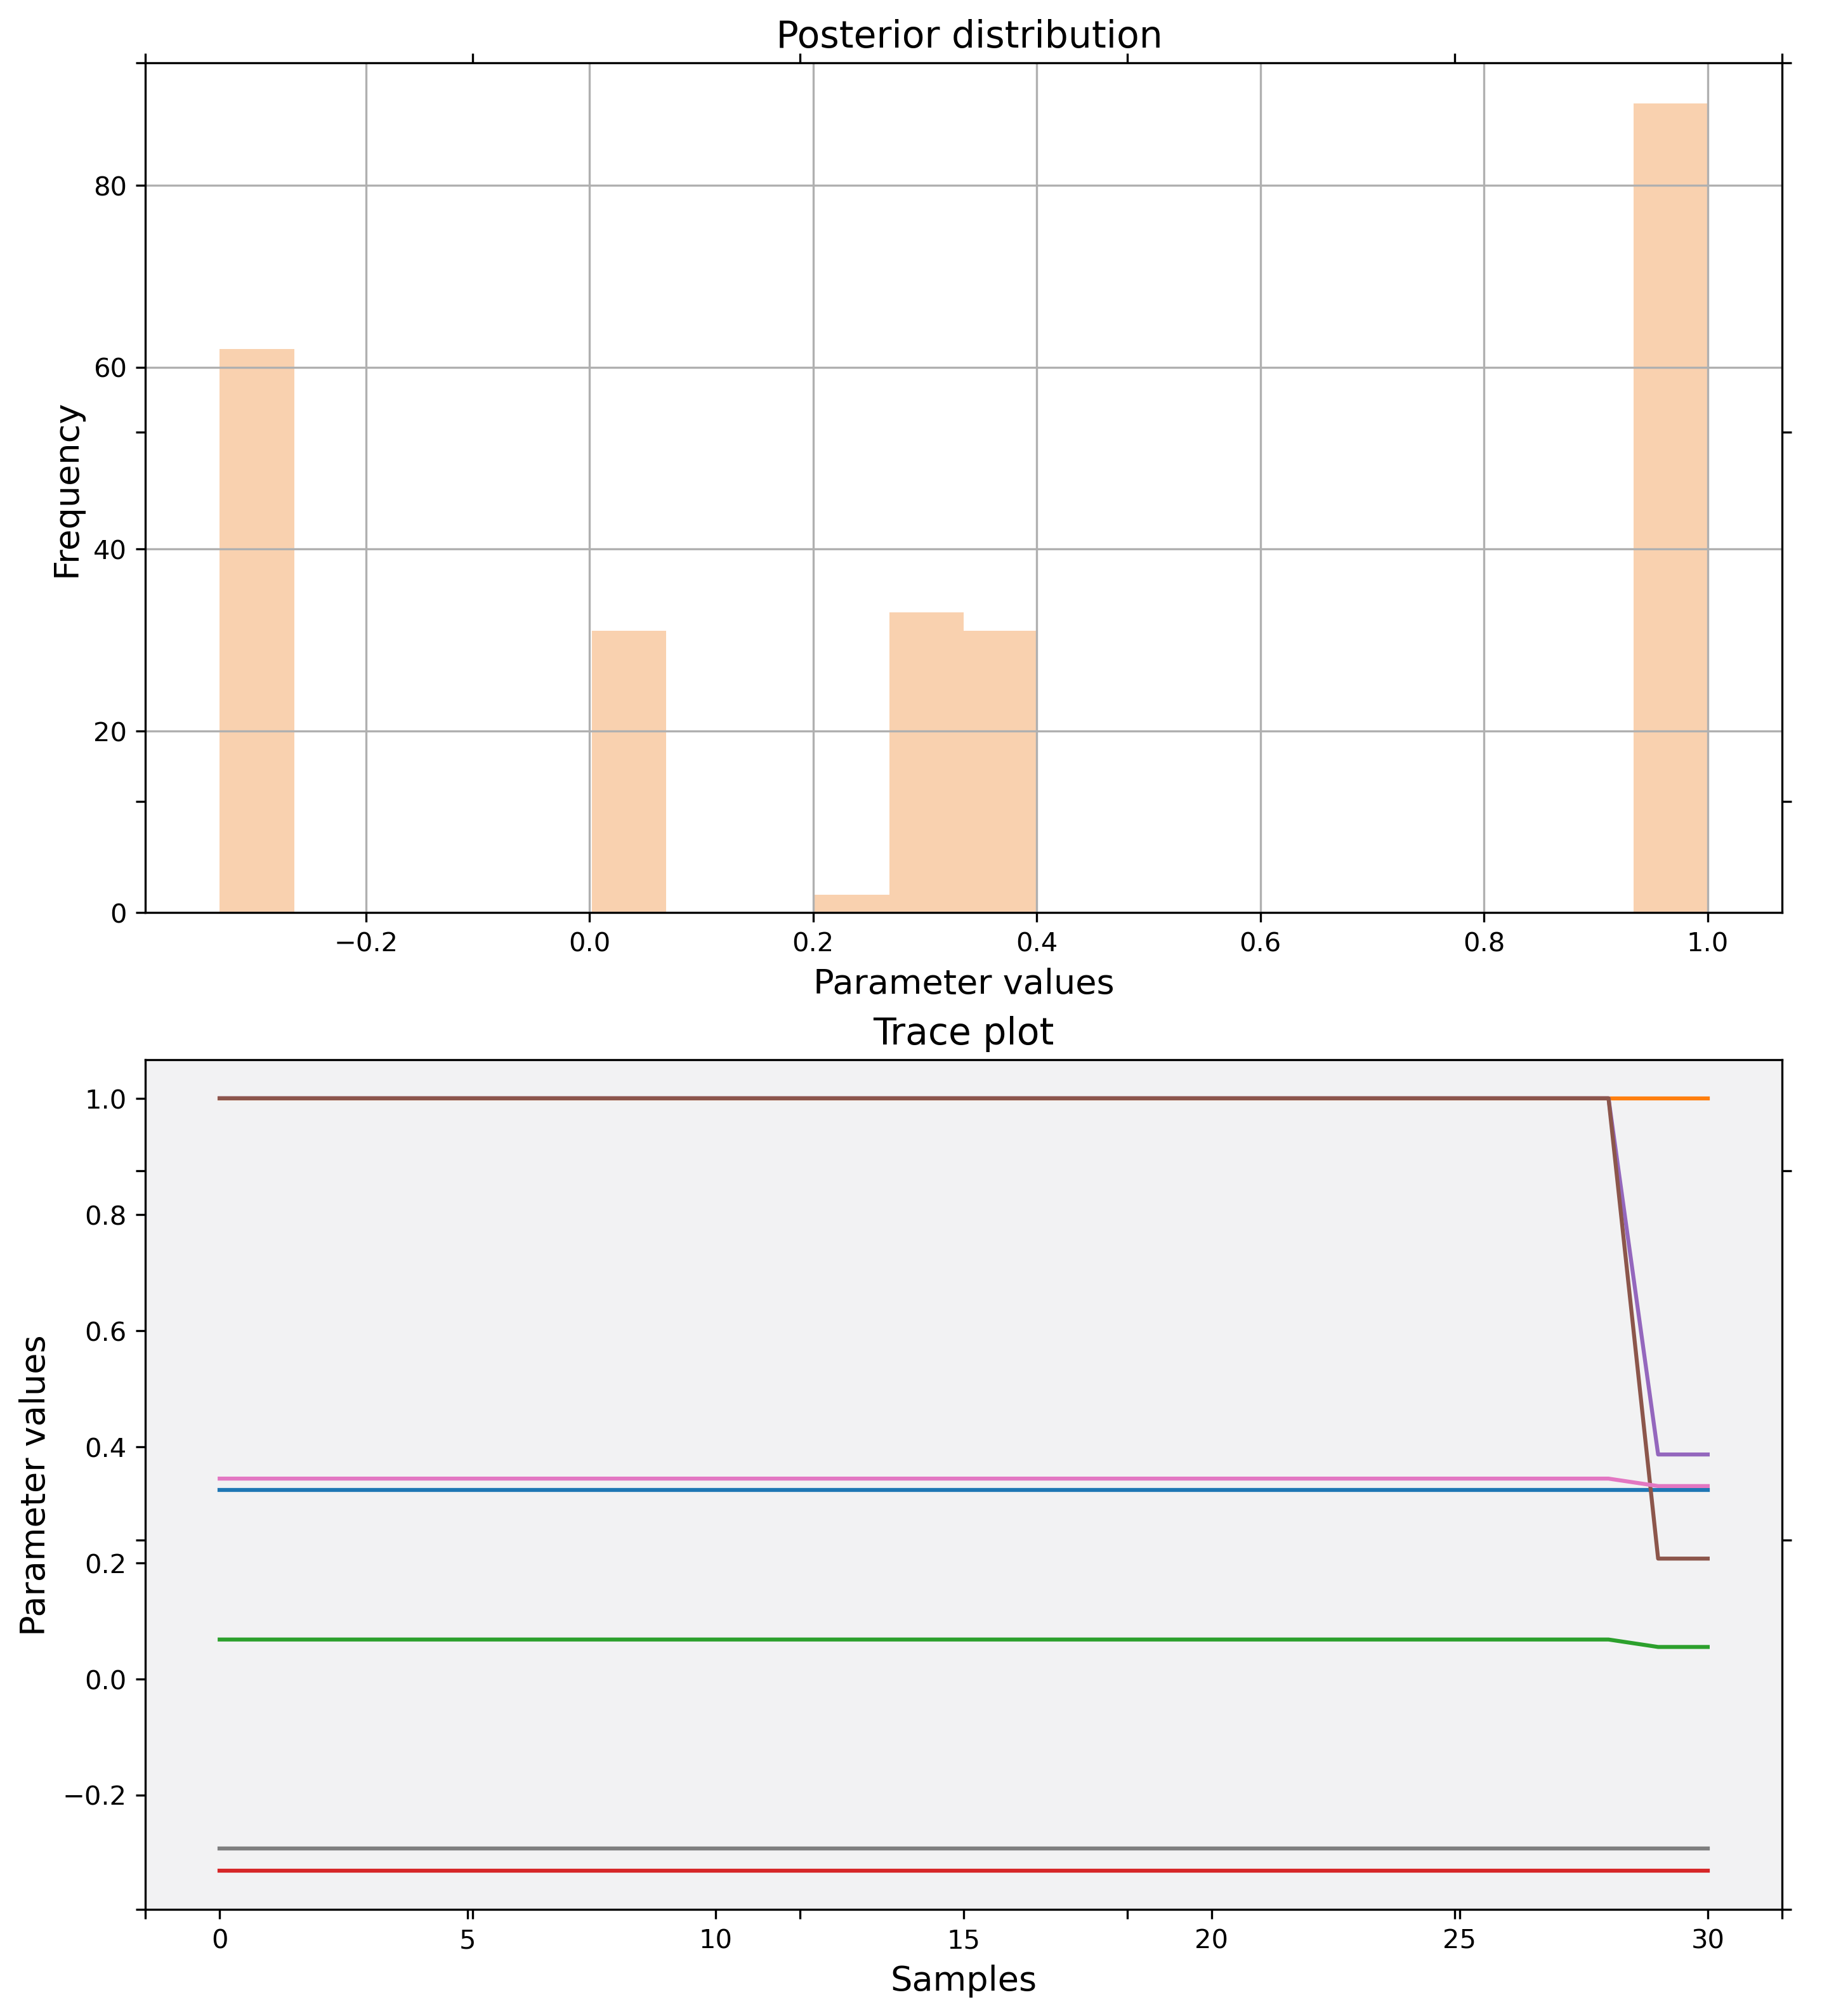 Posterior distribution
80
60
40
20
0
Frequency
−0.2 0.0 0.2 0.4 0.6 0.8 1.0
Parameter values
Trace plot
1.0
0.8
0.6
0.4
0.2
0.0
−0.2
Parameter values
0 5 10 15 20 25 30
Samples